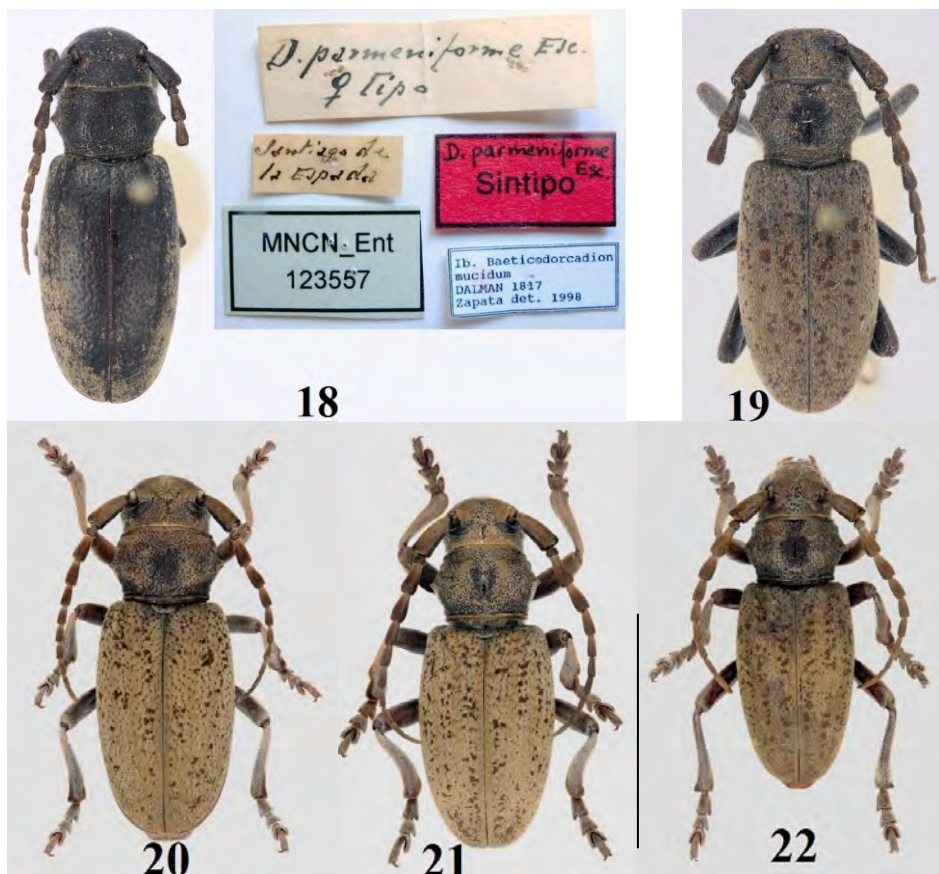 D. parmeniforme Esc.
♀ Tipo
Santiago de
la Espada
D. parmeniforme
Ex.
Sintipo
MNCN_Ent
123557
Ib. Baeticodorcadion
mucidum
DALMAN 1817
Zapata det. 1998
18
19
20
21
22